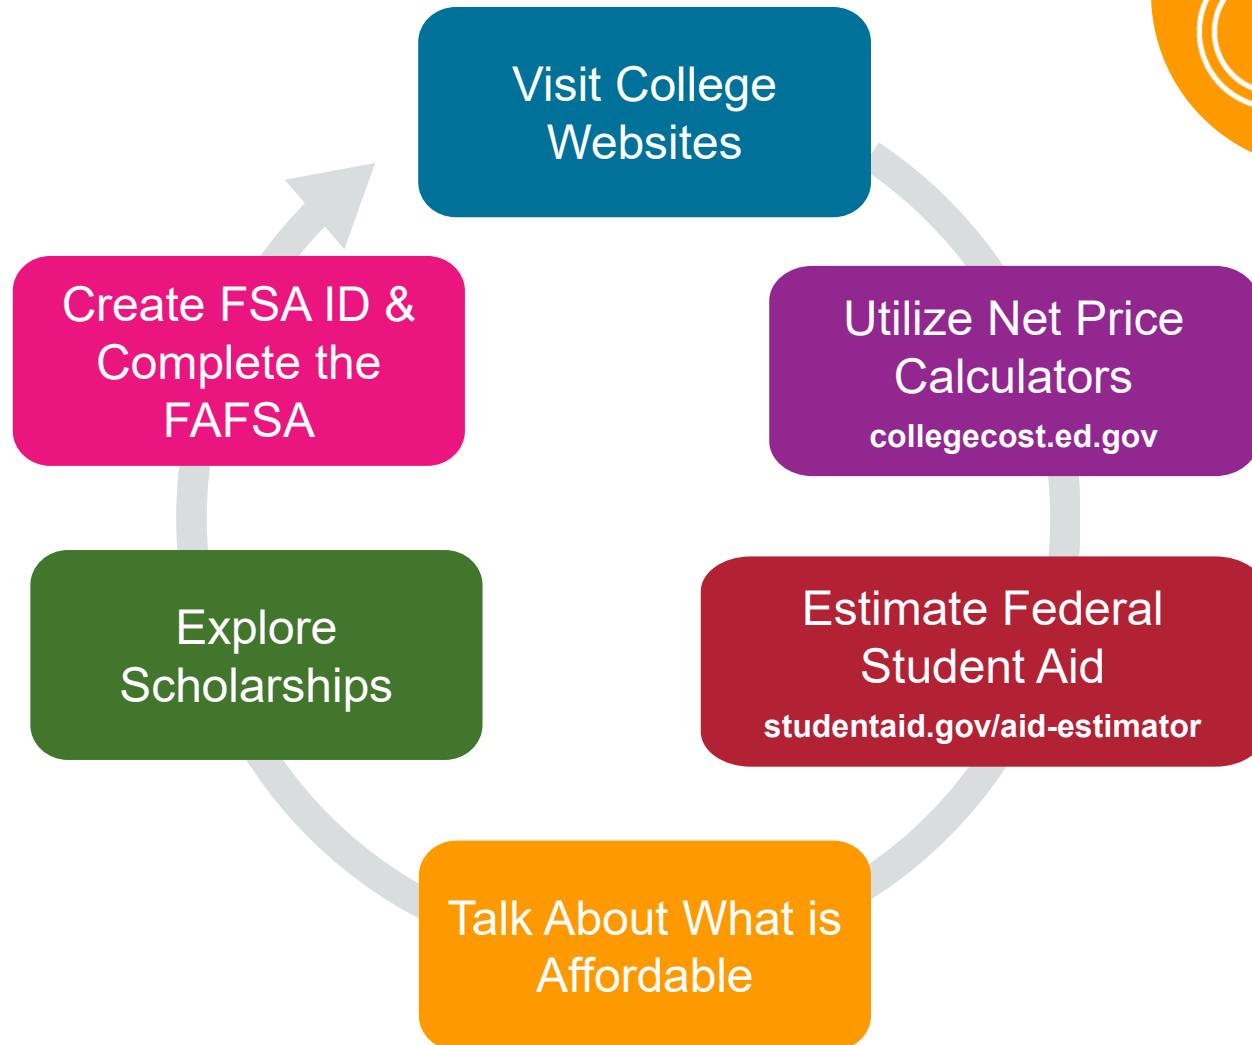 Visit College
Websites
Utilize Net Price
Calculators
collegecost.ed.gov
Estimate Federal
Student Aid
studentaid.gov/aid-estimator
Talk About What is
Affordable
Explore
Scholarships
Create FSA ID &
Complete the
FAFSA